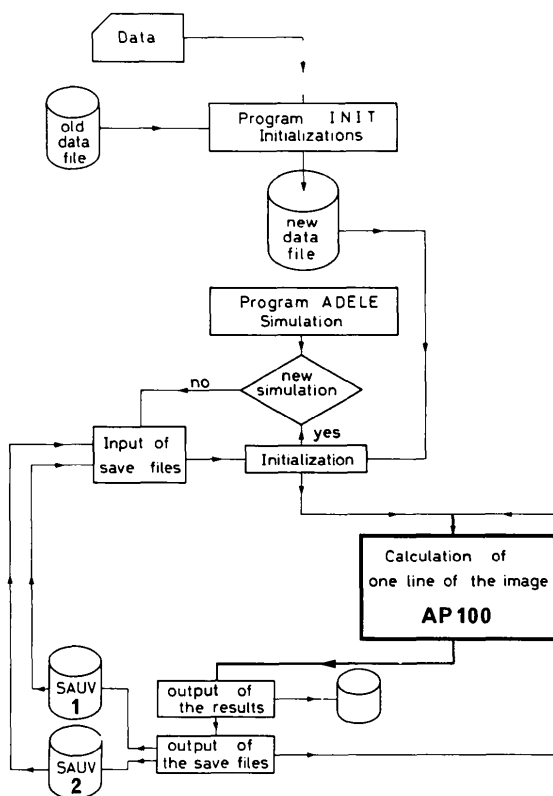 Data
old
data
file
Program INIT
Initializations
new
data
file
Program ADELE
Simulation
new
simulation
no
yes
Input of
save files
Initialization
Calculation of
one line of the image
AP100
SAUV
1
output of
the results
SAUV
2
output of
the save files